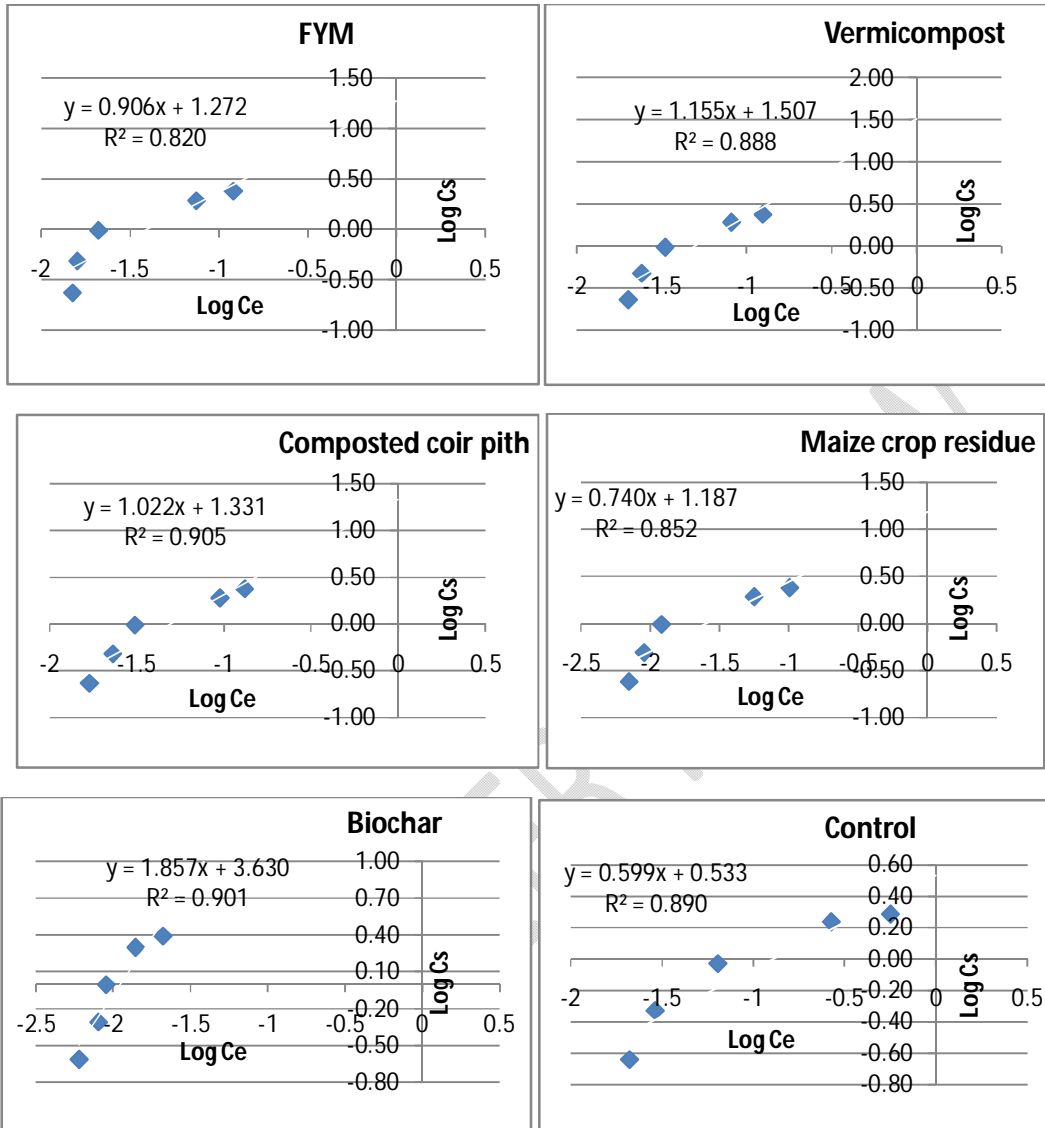 FYM
1.50
y = 0.906x + 1.272
R² = 0.820
1.00
0.50
0.00
-2 -1.5 -1 -0.5 0 0.5
-0.50
-1.00
Log Ce
Log Cs
Vermicompost
2.00
y = 1.155x + 1.507
R² = 0.888
1.50
1.00
0.50
0.00
-2 -1.5 -1 -0.5 0 0.5
-0.50
-1.00
Log Ce
Log Cs
Composted coir pith
1.50
y = 1.022x + 1.331
R² = 0.905
1.00
0.50
0.00
-2 -1.5 -1 -0.5 0 0.5
-0.50
-1.00
Log Ce
Log Cs
Maize crop residue
1.50
y = 0.740x + 1.187
R² = 0.852
1.00
0.50
0.00
-2.5 -2 -1.5 -1 -0.5 0 0.5
-0.50
-1.00
Log Ce
Log Cs
Biochar
1.00
y = 1.857x + 3.630
R² = 0.901
0.70
0.40
0.10
-0.20
-2.5 -2 -1.5 -1 -0.5 0 0.5
-0.50
-0.80
Log Ce
Log Cs
Control
0.60
y = 0.599x + 0.533
R² = 0.890
0.40
0.20
0.00
-2 -1.5 -1 -0.5 0 0.5
-0.20
-0.40
-0.60
-0.80
Log Ce
Log Cs